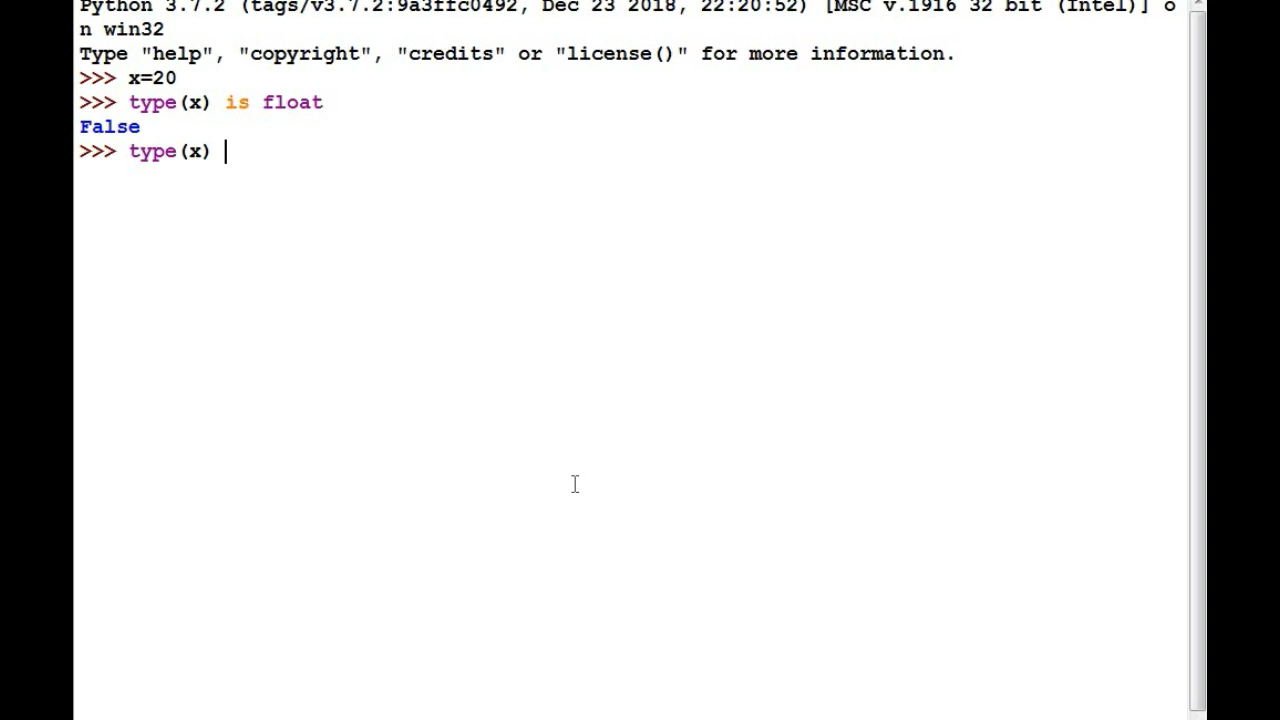 Python 3.7.2 (tags/v3.7.2:9a3ffc0492, Dec 23 2018, 22:20:52) [MSC v.1916 32 bit (Intel)] o
n win32
Type "help", "copyright", "credits" or "license()" for more information.
>>> x=20
>>> type(x) is float
False
>>> type(x)